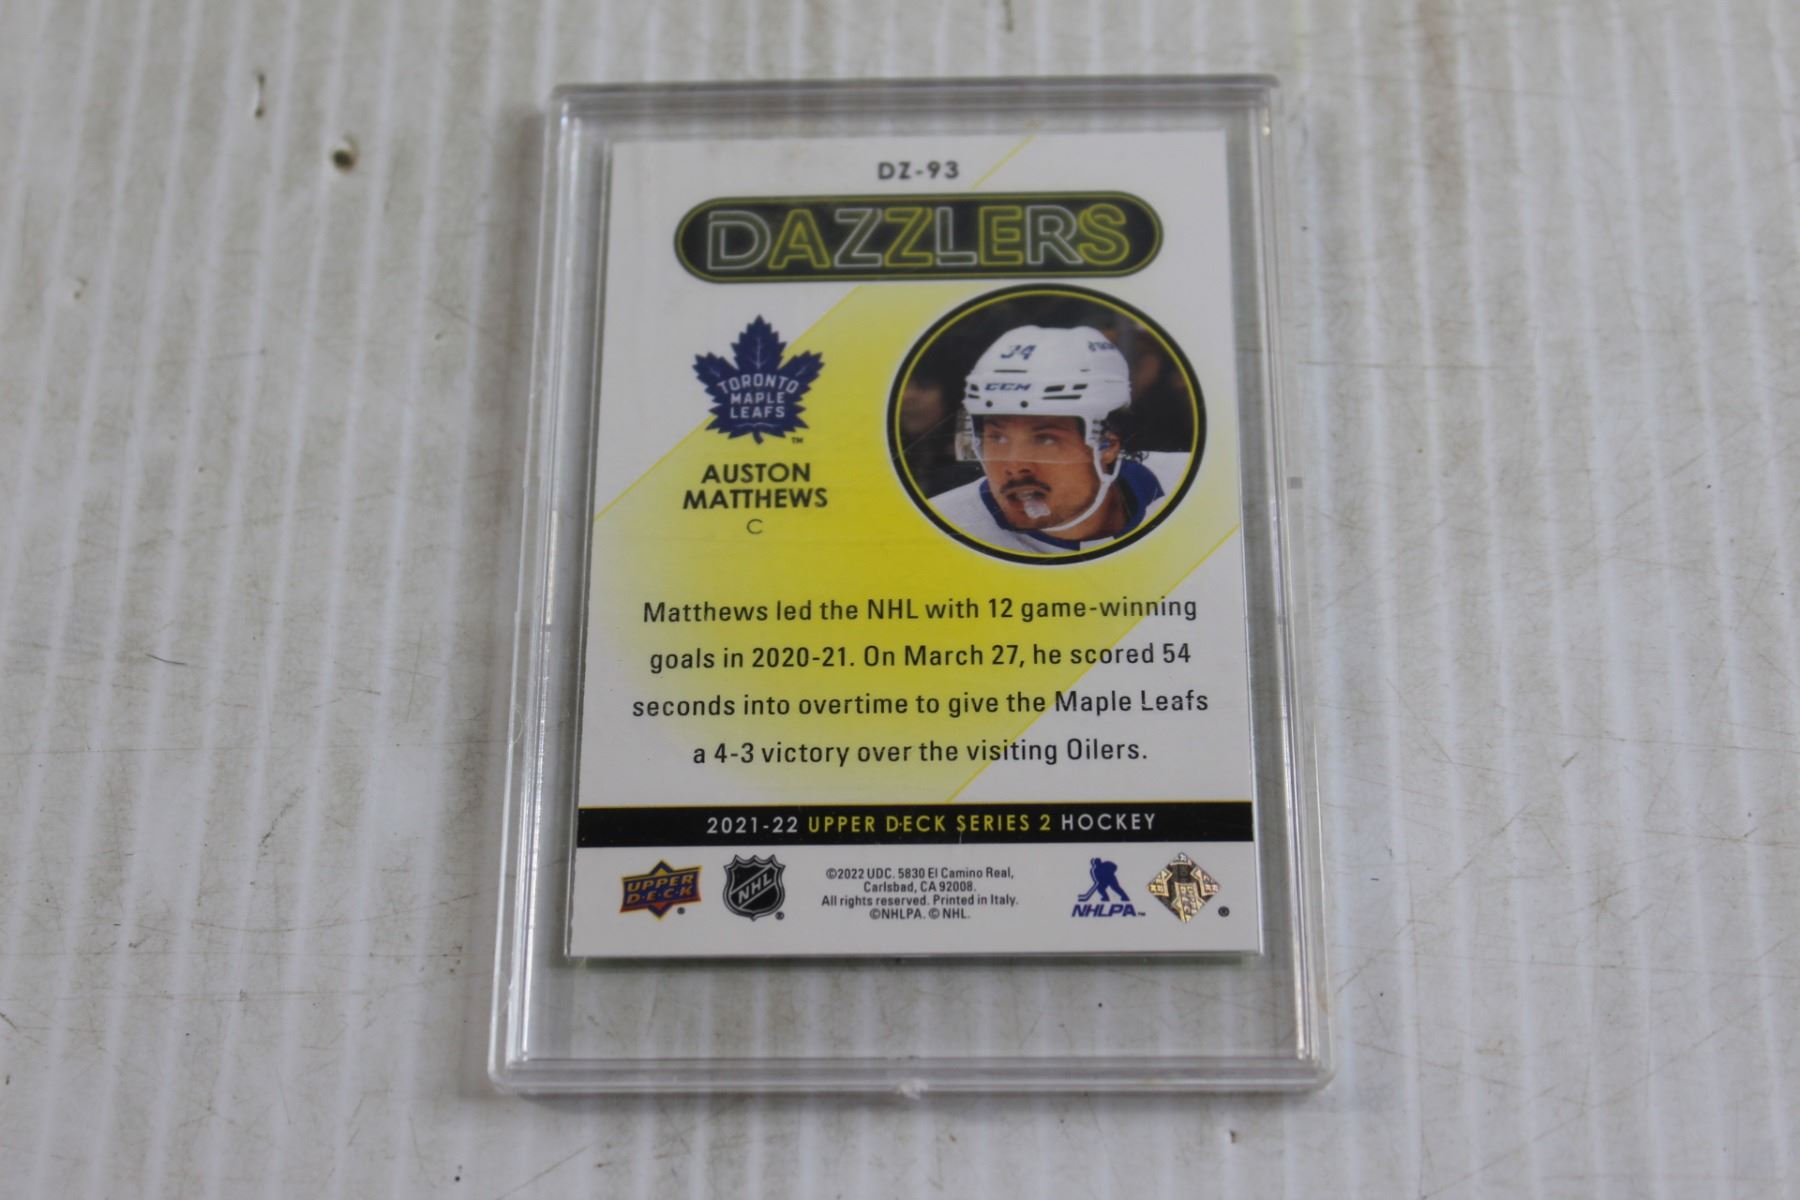 DZ-93
DAZZLERS
34
CCM
TORONTO
MAPLE
LEAFS
TM
AUSTON
MATTHEWS
C
Matthews led the NHL with 12 game-winning
goals in 2020-21. On March 27, he scored 54
seconds into overtime to give the Maple Leafs
a 4-3 victory over the visiting Oilers.
2021-22 UPPER DECK SERIES 2 HOCKEY
UPPER
D·E·C·K
®
NHL
®
©2022 UDC. 5830 El Camino Real,
Carlsbad, CA 92008.
All rights reserved. Printed in Italy.
©NHLPA. © NHL.
NHLPA™
®